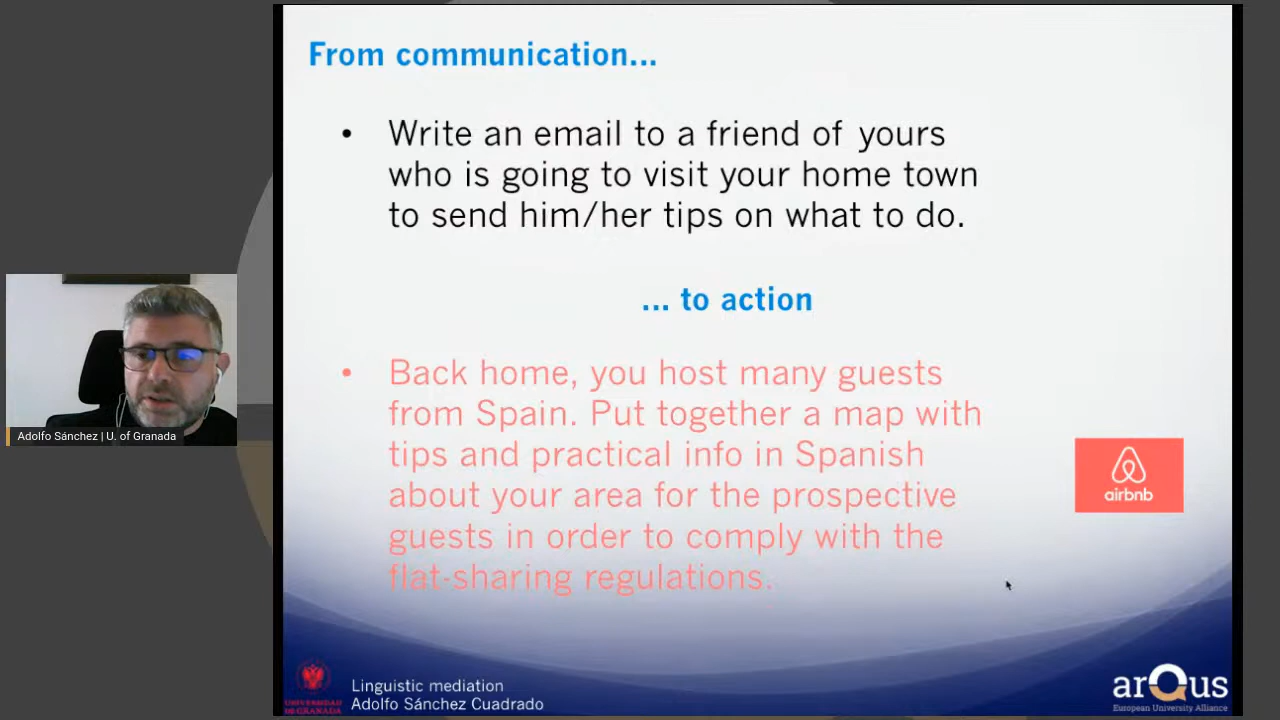 From communication...
• Write an email to a friend of yours
who is going to visit your home town
to send him/her tips on what to do.
... to action
• Back home, you host many guests
from Spain. Put together a map with
tips and practical info in Spanish
about your area for the prospective
guests in order to comply with the
flat-sharing regulations.
airbnb
Adolfo Sánchez | U. of Granada
UNIVERSIDAD
DE GRANADA
Linguistic mediation
Adolfo Sánchez Cuadrado
arQus
European University Alliance